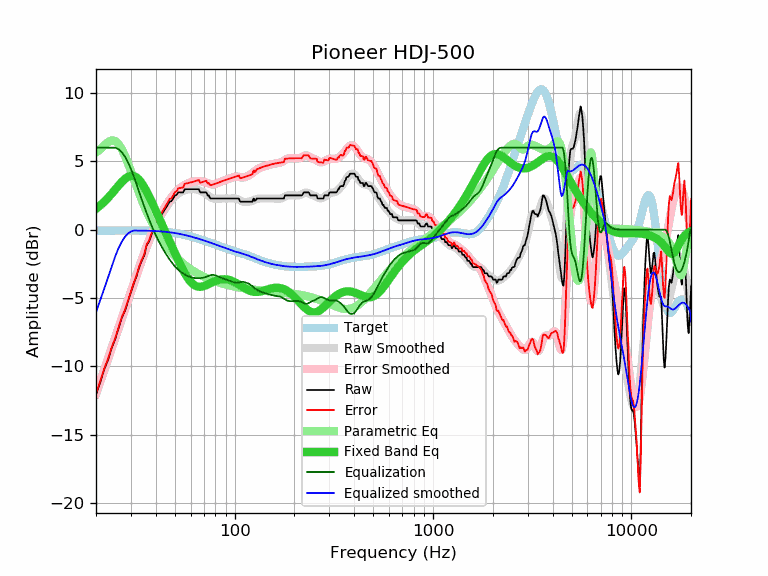 Pioneer HDJ-500
Amplitude (dBr)
10
5
0
−5
−10
−15
−20
Target
Raw Smoothed
Error Smoothed
Raw
Error
Parametric Eq
Fixed Band Eq
Equalization
Equalized smoothed
100 1000 10000
Frequency (Hz)